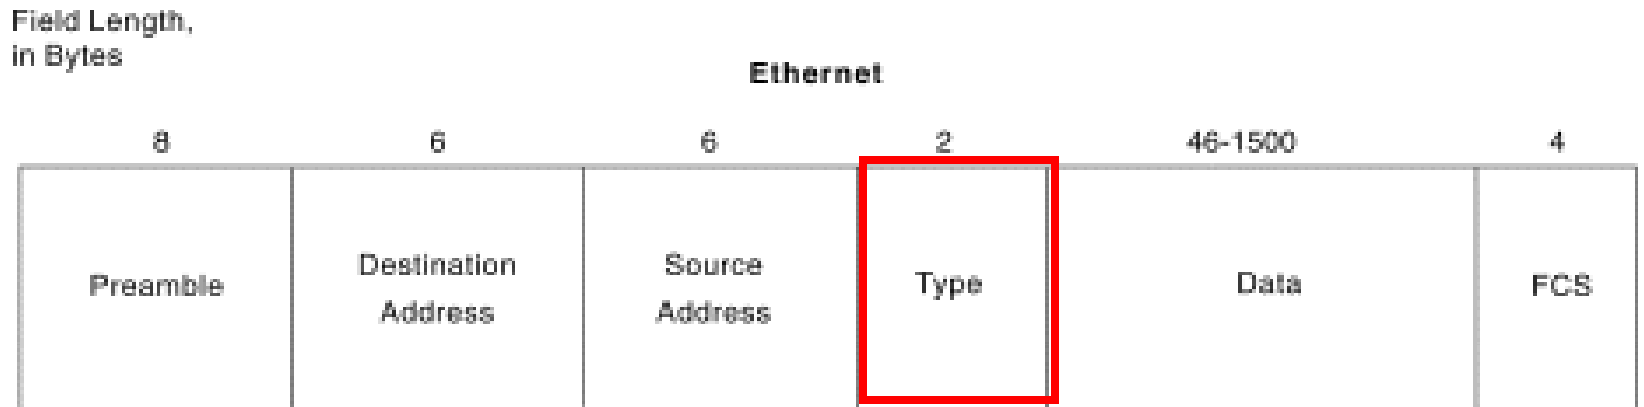 Field Length,
in Bytes
Ethernet
8 6 6 2 46-1500 4
Preamble
Destination
Address
Source
Address
Type
Data
FCS